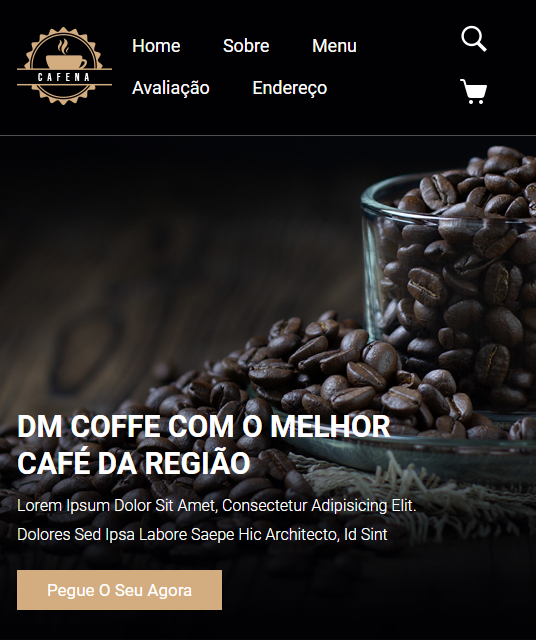 CAFENA
Home Sobre Menu
Avaliação Endereço
DM COFFE COM O MELHOR
CAFÉ DA REGIÃO
Lorem Ipsum Dolor Sit Amet, Consectetur Adipisicing Elit.
Dolores Sed Ipsa Labore Saepe Hic Architecto, Id Sint
Pegue O Seu Agora